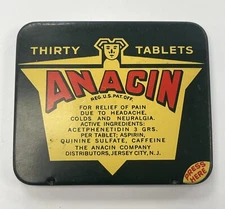 THIRTY TABLETS
ANACIN
REG. U.S. PAT. OFF.
FOR RELIEF OF PAIN
DUE TO HEADACHE,
COLDS AND NEURALGIA.
ACTIVE INGREDIENTS:
ACETPHENETIDIN 3 GRS.
PER TABLET; ASPIRIN,
QUININE SULFATE, CAFFEINE
THE ANACIN COMPANY
DISTRIBUTORS, JERSEY CITY, N.J.
PRESS
HERE